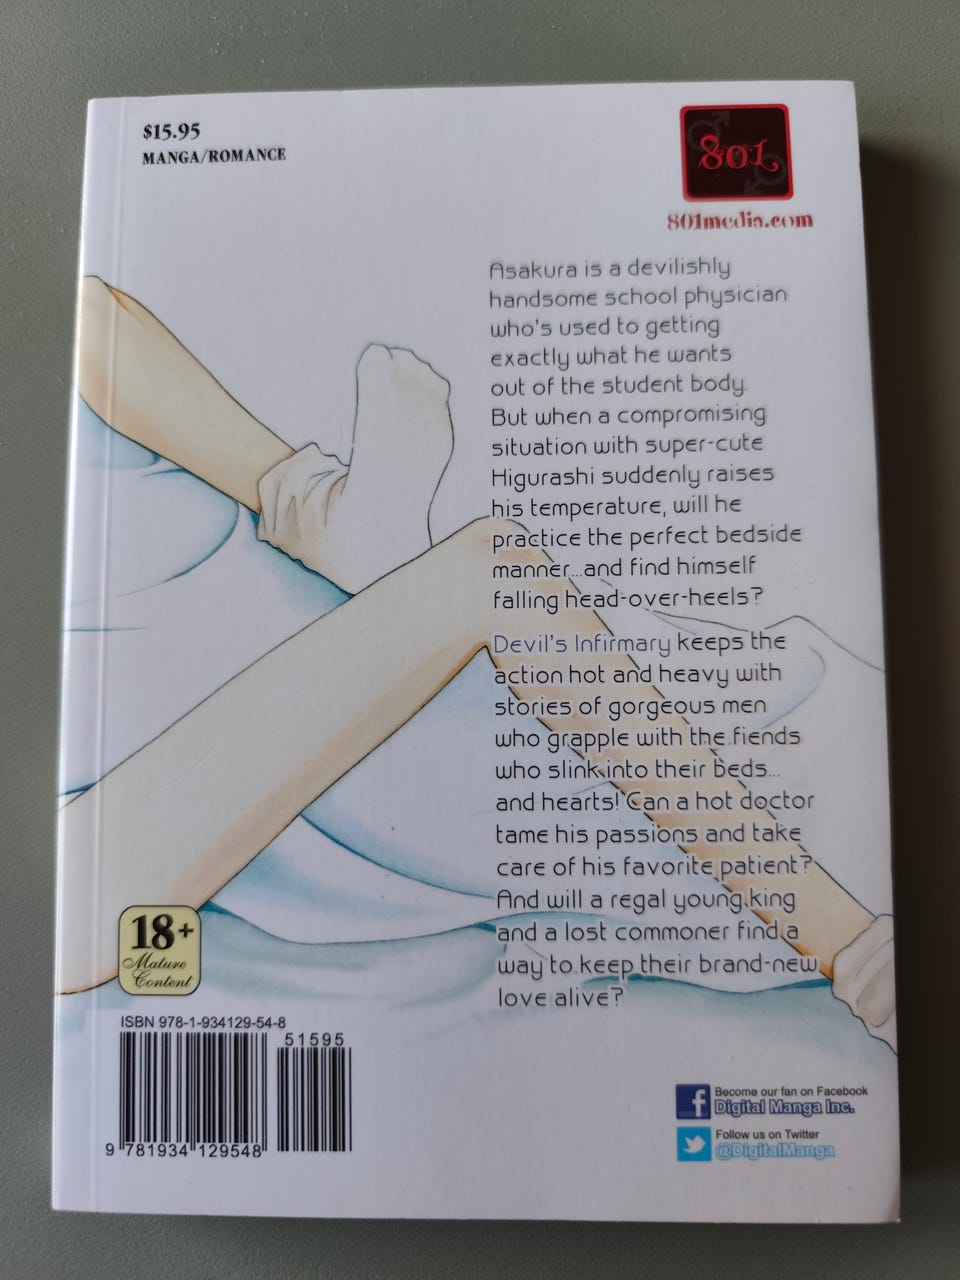 $15.95
MANGA/ROMANCE
801
801media.com
Asakura is a devilishly
handsome school physician
who's used to getting
exactly what he wants
out of the student body.
But when a compromising
situation with super-cute
Higurashi suddenly raises
his temperature, will he
practice the perfect bedside
manner...and find himself
falling head-over-heels?
Devil's Infirmary keeps the
action hot and heavy with
stories of gorgeous men
who grapple with the fiends
who slink into their beds...
and hearts! Can a hot doctor
tame his passions and take
care of his favorite patient?
And will a regal young king
and a lost commoner find a
way to keep their brand-new
love alive?
18+
Mature
Content
ISBN 978-1-934129-54-8
51595
9 781934 129548
Become our fan on Facebook
Digital Manga Inc.
Follow us on Twitter
@DigitalManga